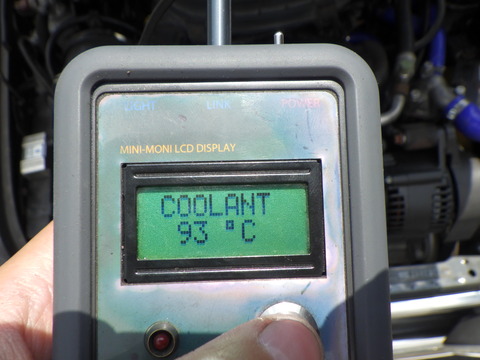 LIGHT LINK POWER
MINI-MONI LCD DISPLAY
COOLANT
93 °C